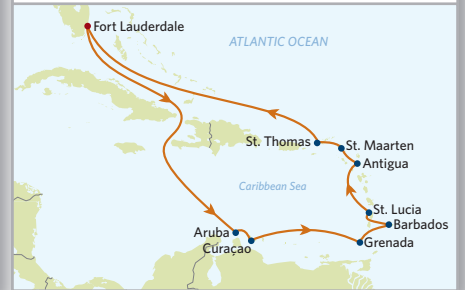 Fort Lauderdale
ATLANTIC OCEAN
St. Thomas
St. Maarten
Antigua
Caribbean Sea
St. Lucia
Barbados
Aruba
Curaçao
Grenada